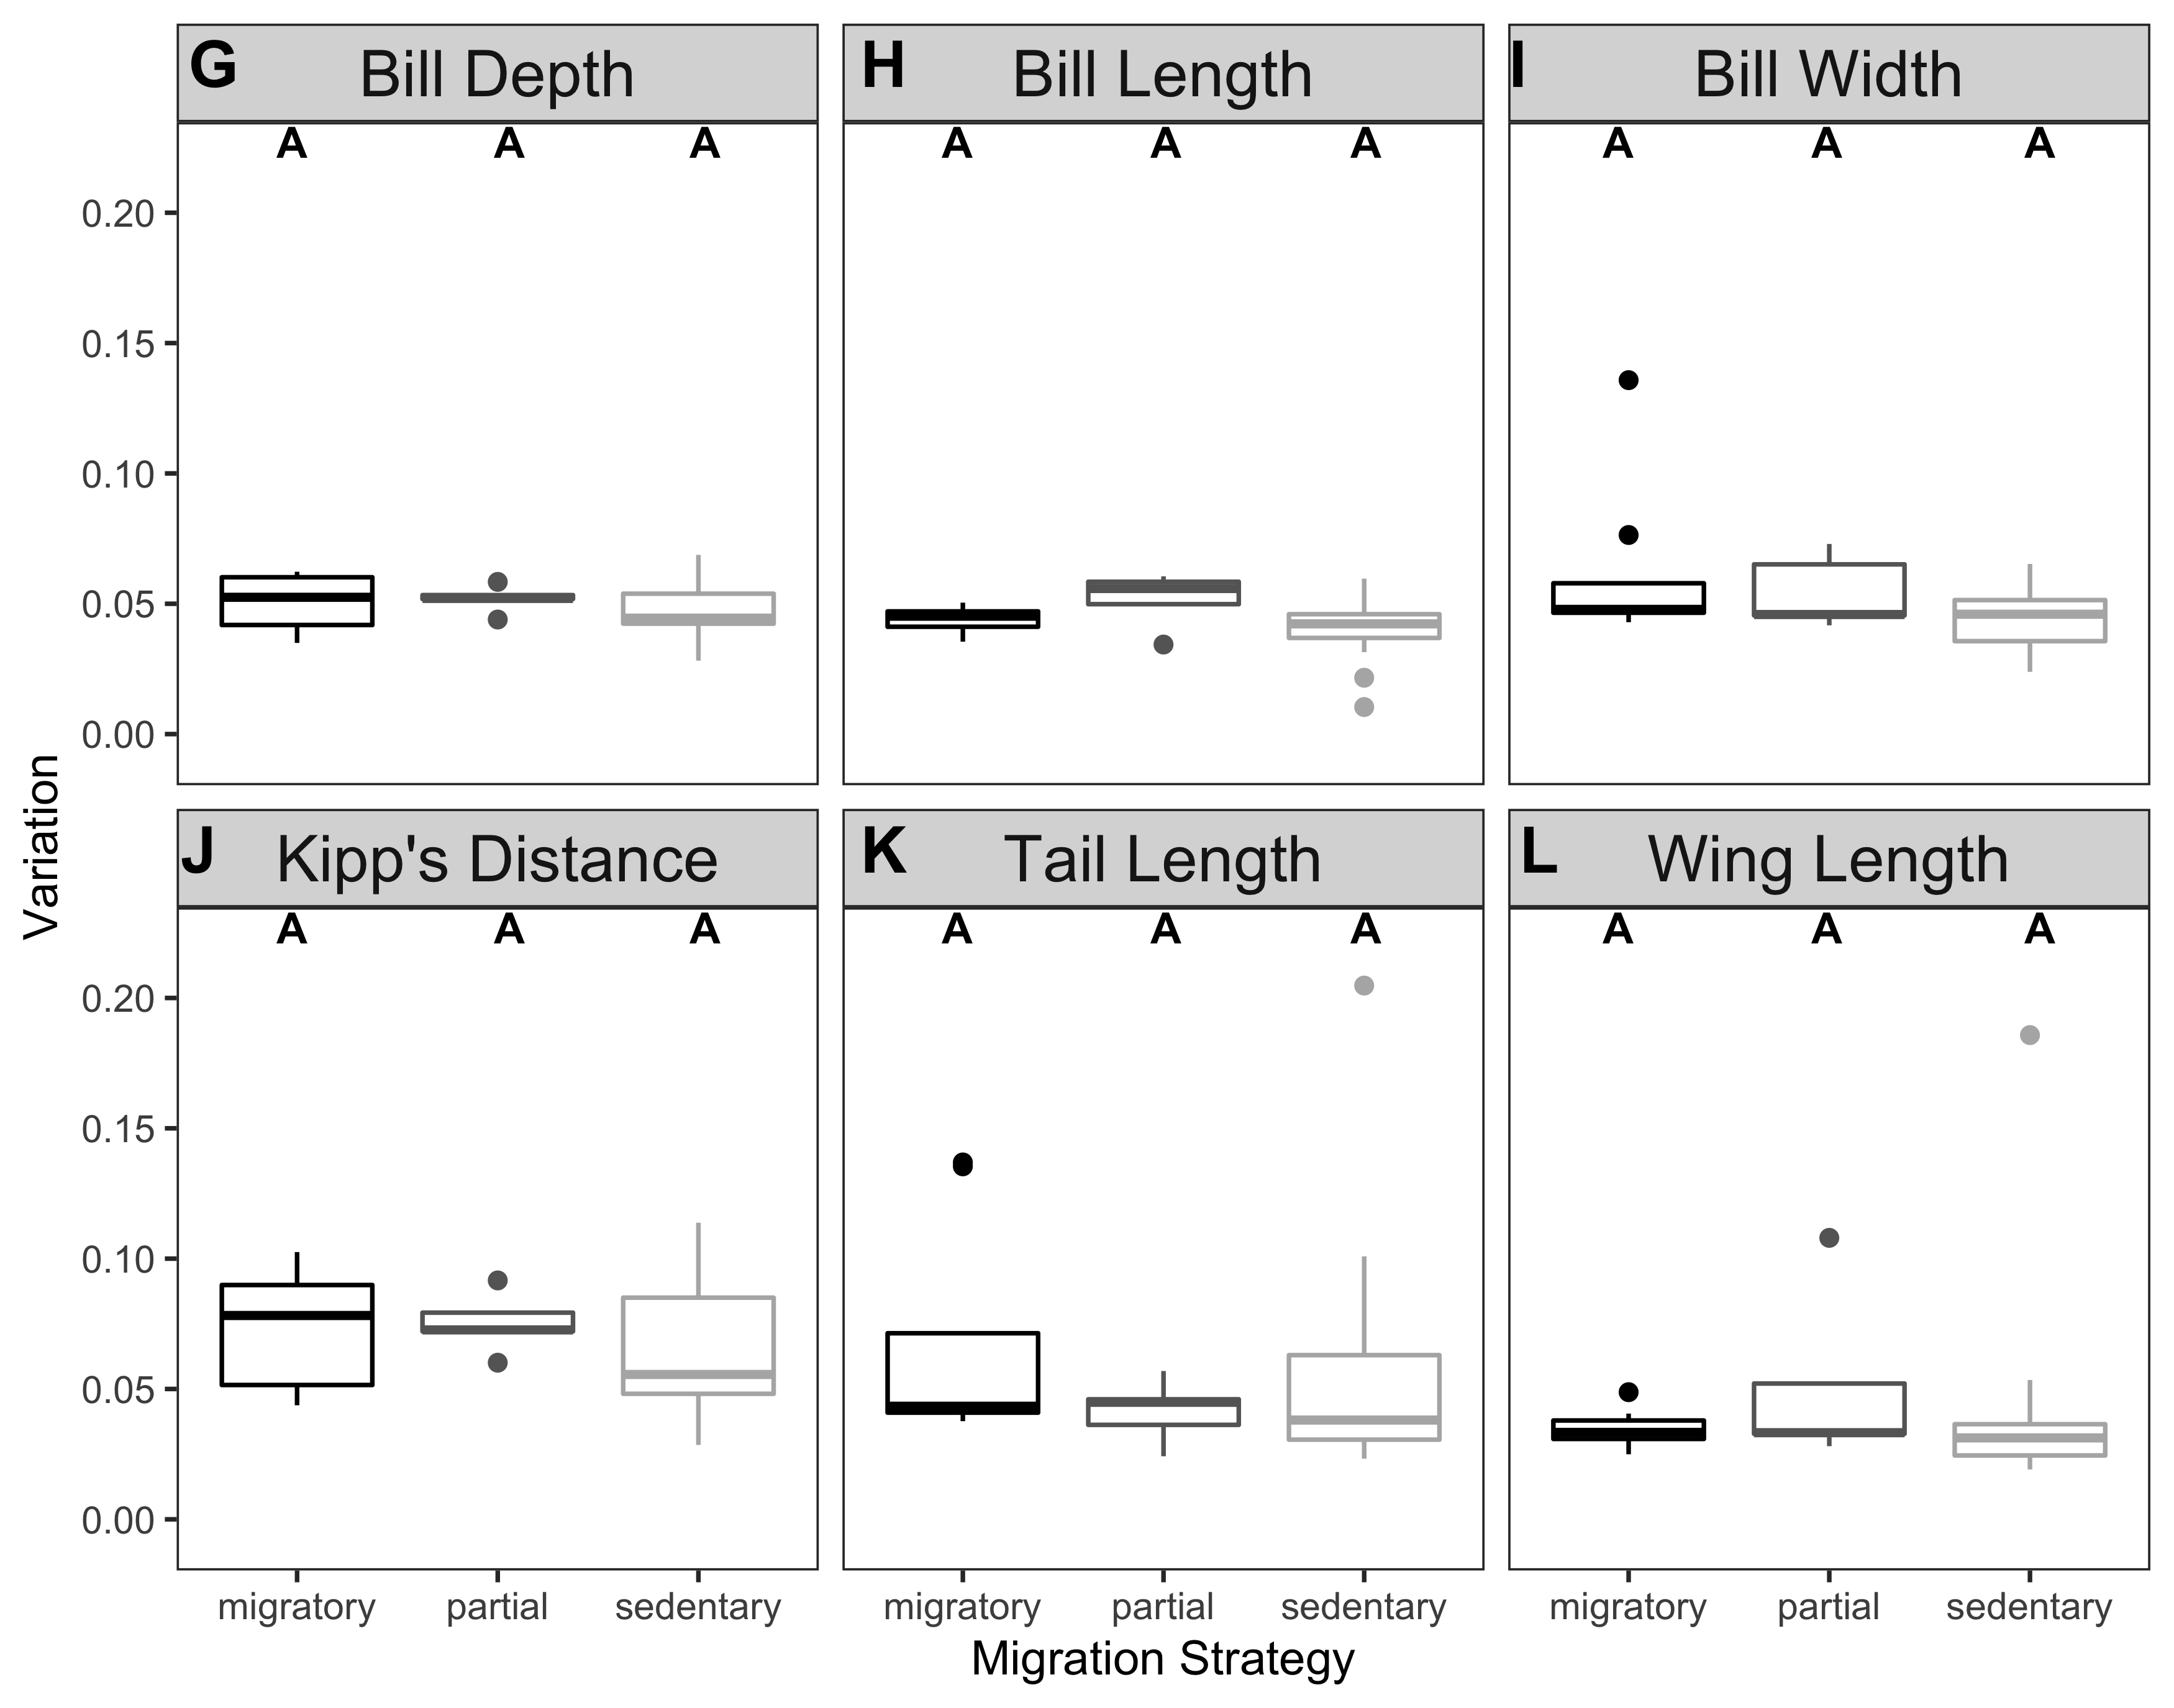 G Bill Depth
H Bill Length
I Bill Width
A A A
A A A
A A A
0.20
0.15
0.10
0.05
0.00
Variation
J Kipp's Distance
K Tail Length
L Wing Length
A A A
A A A
A A A
0.20
0.15
0.10
0.05
0.00
migratory partial sedentary
migratory partial sedentary
migratory partial sedentary
Migration Strategy